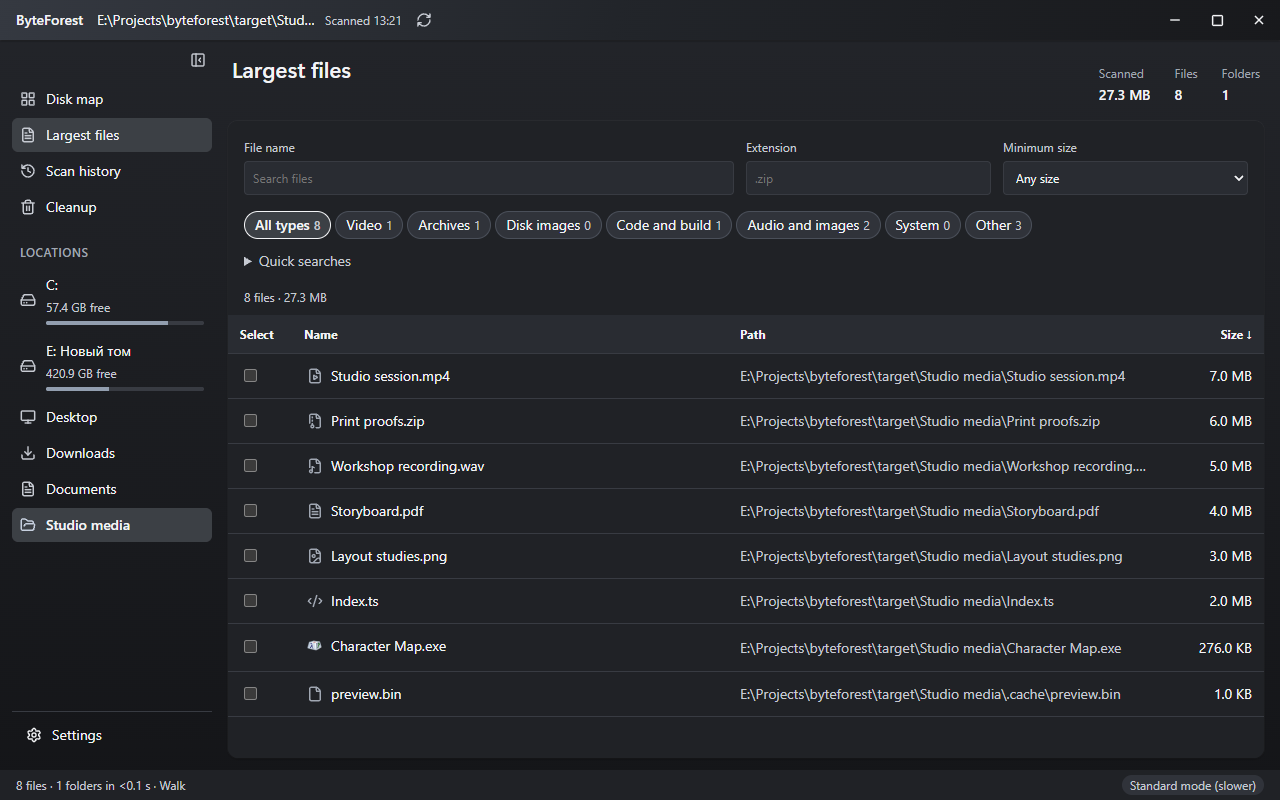 ByteForest E:\Projects\byteforest\target\Stud... Scanned 13:21
Disk map
Largest files
Scan history
Cleanup
LOCATIONS
C:
57.4 GB free
E: Новый том
420.9 GB free
Desktop
Downloads
Documents
Studio media
Settings
Largest files
Scanned Files Folders
27.3 MB 8 1
File name Extension Minimum size
Search files .zip Any size
All types 8 Video 1 Archives 1 Disk images 0 Code and build 1 Audio and images 2 System 0 Other 3
Quick searches
8 files · 27.3 MB
Select Name Path Size ↓
Studio session.mp4 E:\Projects\byteforest\target\Studio media\Studio session.mp4 7.0 MB
Print proofs.zip E:\Projects\byteforest\target\Studio media\Print proofs.zip 6.0 MB
Workshop recording.wav E:\Projects\byteforest\target\Studio media\Workshop recording.... 5.0 MB
Storyboard.pdf E:\Projects\byteforest\target\Studio media\Storyboard.pdf 4.0 MB
Layout studies.png E:\Projects\byteforest\target\Studio media\Layout studies.png 3.0 MB
Index.ts E:\Projects\byteforest\target\Studio media\Index.ts 2.0 MB
Character Map.exe E:\Projects\byteforest\target\Studio media\Character Map.exe 276.0 KB
preview.bin E:\Projects\byteforest\target\Studio media\.cache\preview.bin 1.0 KB
8 files · 1 folders in <0.1 s · Walk Standard mode (slower)